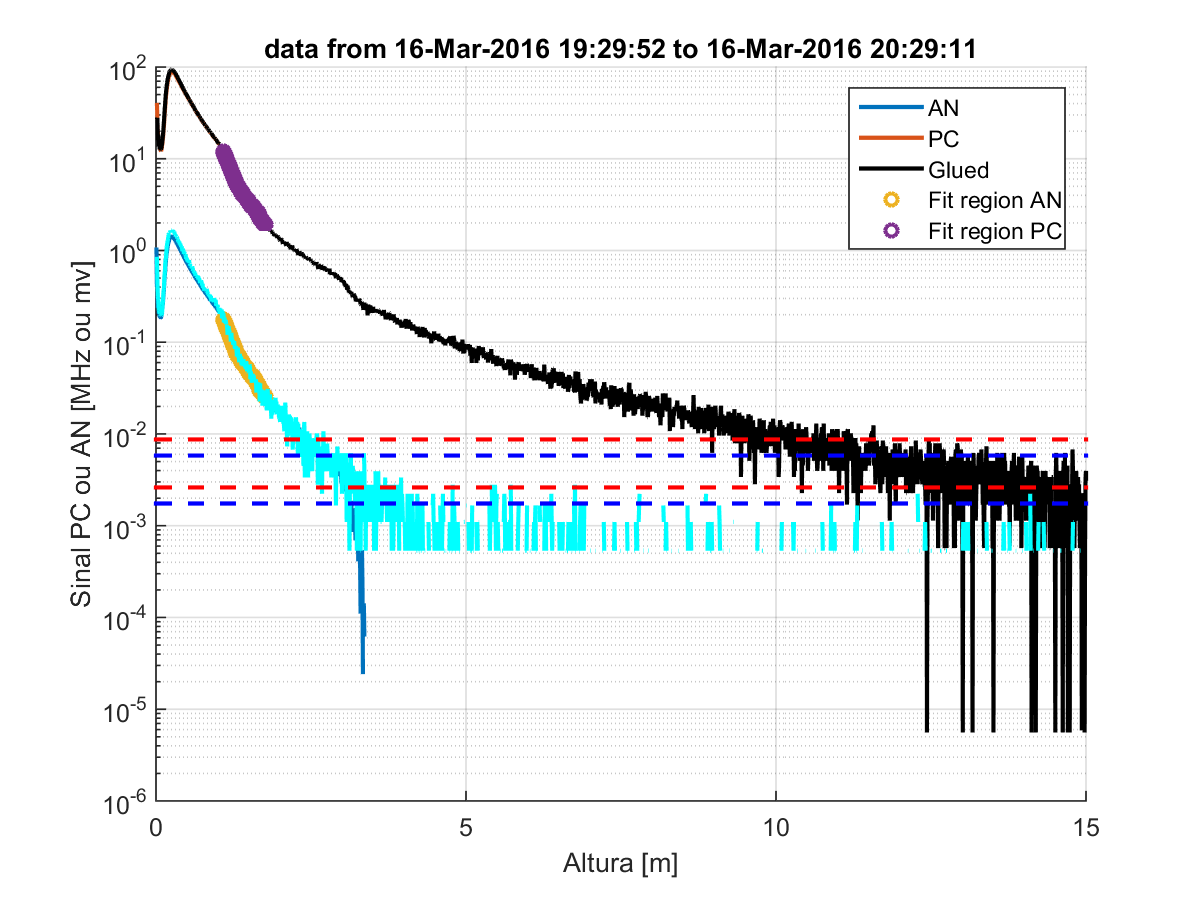 data from 16-Mar-2016 19:29:52 to 16-Mar-2016 20:29:11
AN
PC
Glued
Fit region AN
Fit region PC
Sinal PC ou AN [MHz ou mv]
10^2
10^1
10^0
10^-1
10^-2
10^-3
10^-4
10^-5
10^-6
0 5 10 15
Altura [m]